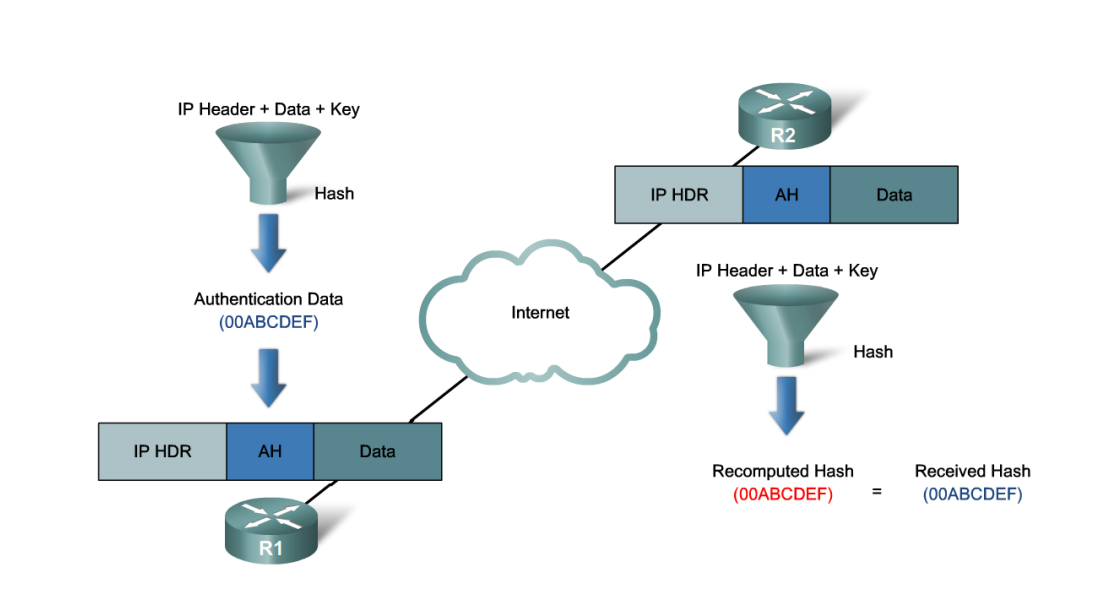 IP Header + Data + Key
Hash
Authentication Data
(00ABCDEF)
IP HDR AH Data
R1
Internet
R2
IP HDR AH Data
IP Header + Data + Key
Hash
Recomputed Hash
(00ABCDEF)
=
Received Hash
(00ABCDEF)